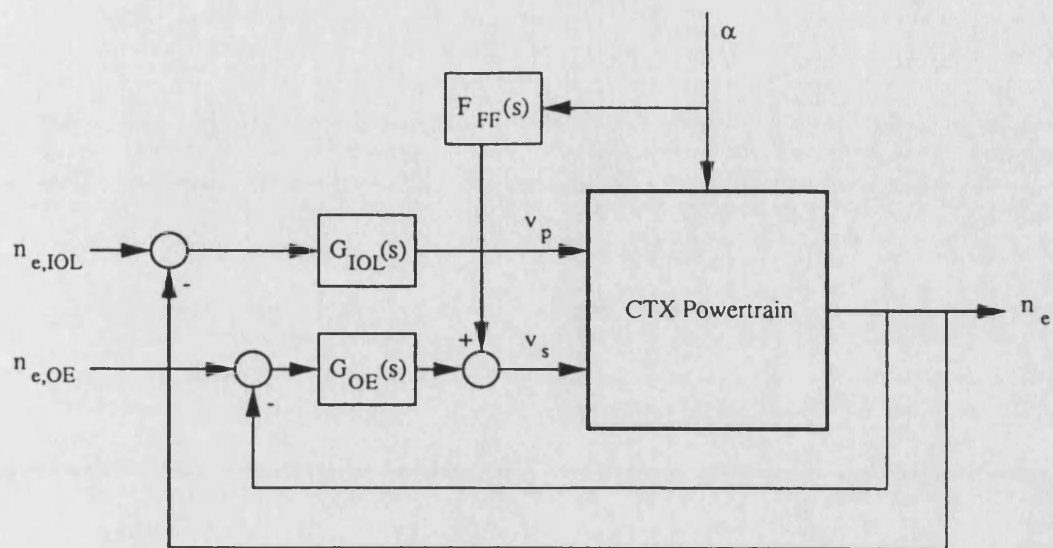 α
F_FF(s)
n_e,IOL
-
G_IOL(s)
v_p
CTX Powertrain
n_e
n_e,OE
-
G_OE(s)
+
v_s